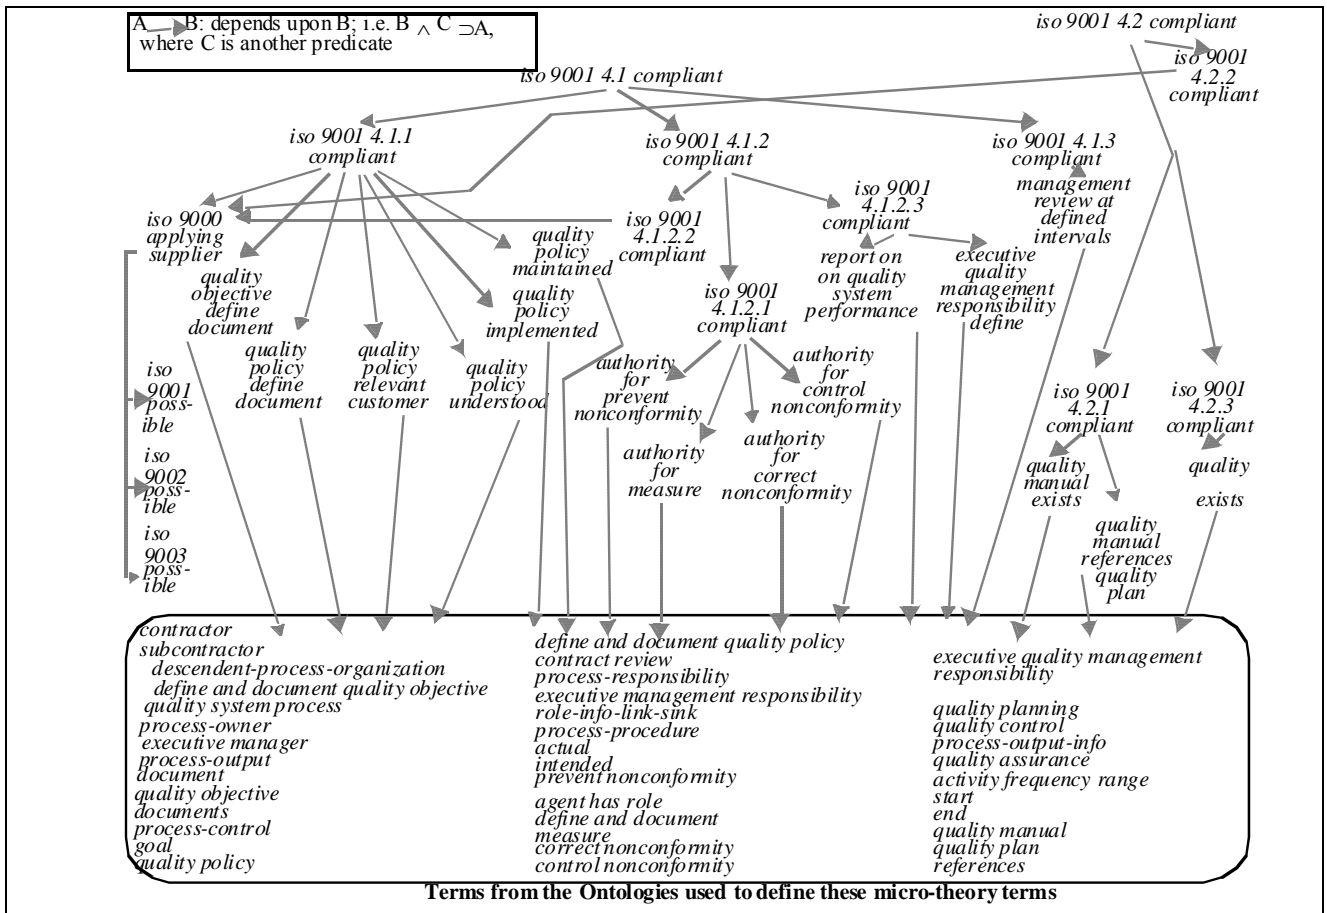 A B: depends upon B; i.e. B ∧ C ⊃A,
where C is another predicate
iso 9001 4.2 compliant
iso 9001
4.2.2
compliant
iso 9001 4.1 compliant
iso 9001 4.1.1
compliant
iso 9001 4.1.2
compliant
iso 9001 4.1.3
compliant
management
review at
defined
intervals
iso 9000
applying
supplier
iso 9001
4.1.2.2
compliant
iso 9001
4.1.2.3
compliant
quality
policy
maintained
quality
objective
define
document
quality
policy
implemented
iso 9001
4.1.2.1
compliant
report on
on quality
system
performance
executive
quality
management
responsibility
define
quality
policy
define
document
quality
policy
relevant
customer
quality
policy
understood
authority
for
prevent
nonconformity
authority
for
control
nonconformity
authority
for
measure
authority
for
correct
nonconformity
iso 9001
4.2.1
compliant
iso 9001
4.2.3
compliant
quality
manual
exists
quality
exists
quality
manual
references
quality
plan
iso
9001
poss-
ible
iso
9002
poss-
ible
iso
9003
poss-
ible
contractor
subcontractor
descendent-process-organization
define and document quality objective
quality system process
process-owner
executive manager
process-output
document
quality objective
documents
process-control
goal
quality policy
define and document quality policy
contract review
process-responsibility
executive management responsibility
role-info-link-sink
process-procedure
actual
intended
prevent nonconformity
agent has role
define and document
measure
correct nonconformity
control nonconformity
executive quality management
responsibility
quality planning
quality control
process-output-info
quality assurance
activity frequency range
start
end
quality manual
quality plan
references
Terms from the Ontologies used to define these micro-theory terms